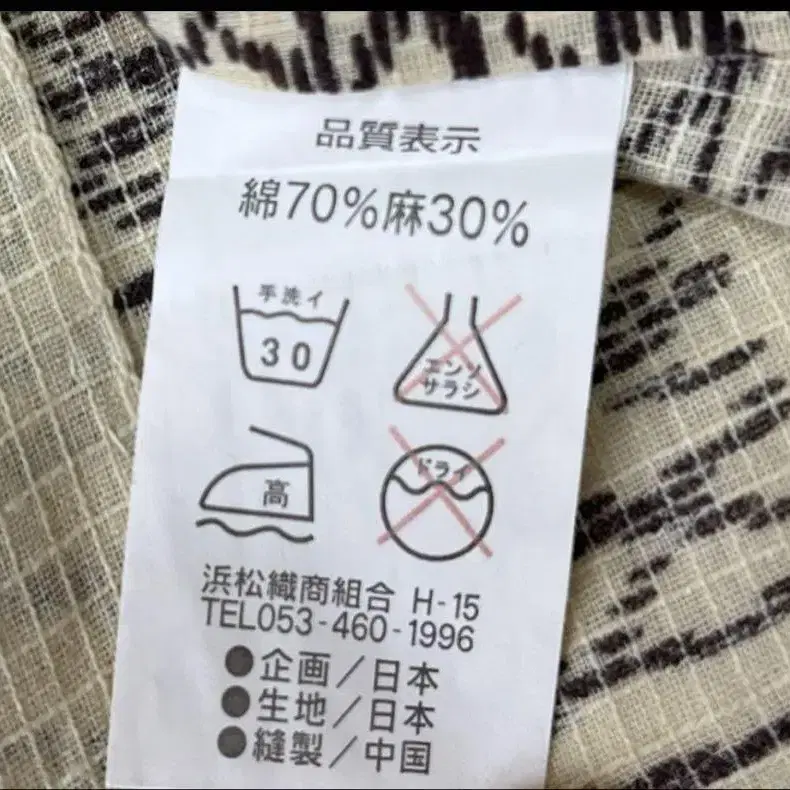 品質表示
綿70%麻30%
手洗イ
30
エンソ
サラシ
高
ドライ
浜松織商組合 H-15
TEL053-460-1996
●企画/日本
●生地/日本
●縫製/中国